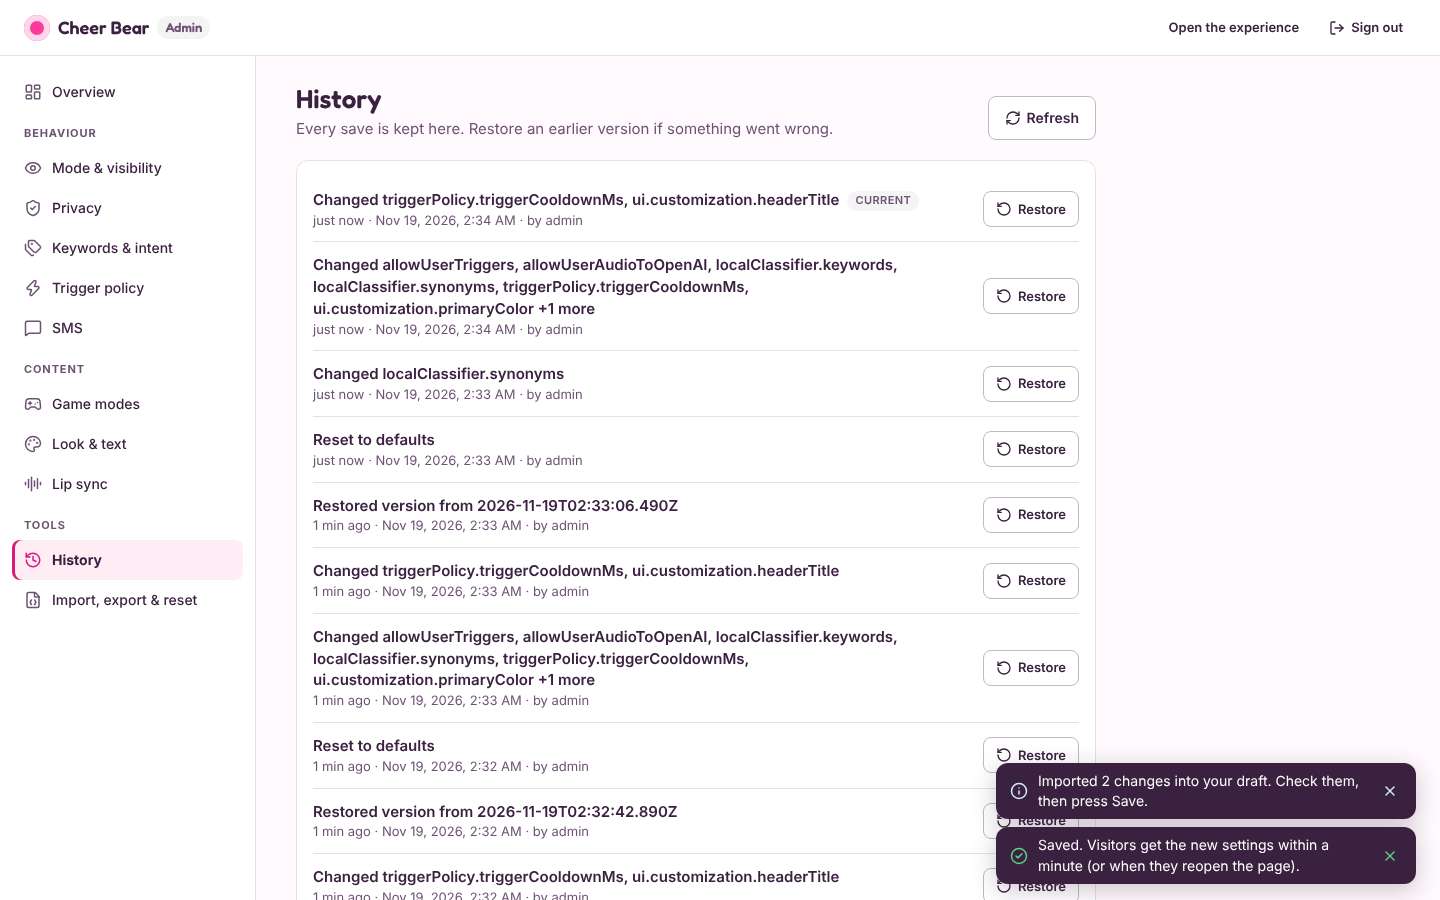 Cheer Bear Admin
Open the experience
Sign out
Overview
BEHAVIOUR
Mode & visibility
Privacy
Keywords & intent
Trigger policy
SMS
CONTENT
Game modes
Look & text
Lip sync
TOOLS
History
Import, export & reset
History
Every save is kept here. Restore an earlier version if something went wrong.
Refresh
Changed triggerPolicy.triggerCooldownMs, ui.customization.headerTitle CURRENT
just now · Nov 19, 2026, 2:34 AM · by admin
Restore
Changed allowUserTriggers, allowUserAudioToOpenAI, localClassifier.keywords,
localClassifier.synonyms, triggerPolicy.triggerCooldownMs,
ui.customization.primaryColor +1 more
just now · Nov 19, 2026, 2:34 AM · by admin
Restore
Changed localClassifier.synonyms
just now · Nov 19, 2026, 2:33 AM · by admin
Restore
Reset to defaults
just now · Nov 19, 2026, 2:33 AM · by admin
Restore
Restored version from 2026-11-19T02:33:06.490Z
1 min ago · Nov 19, 2026, 2:33 AM · by admin
Restore
Changed triggerPolicy.triggerCooldownMs, ui.customization.headerTitle
1 min ago · Nov 19, 2026, 2:33 AM · by admin
Restore
Changed allowUserTriggers, allowUserAudioToOpenAI, localClassifier.keywords,
localClassifier.synonyms, triggerPolicy.triggerCooldownMs,
ui.customization.primaryColor +1 more
1 min ago · Nov 19, 2026, 2:33 AM · by admin
Restore
Reset to defaults
1 min ago · Nov 19, 2026, 2:32 AM · by admin
Restore
Restored version from 2026-11-19T02:32:42.890Z
1 min ago · Nov 19, 2026, 2:32 AM · by admin
Restore
Changed triggerPolicy.triggerCooldownMs, ui.customization.headerTitle
1 min ago · Nov 19, 2026, 2:32 AM · by admin
Restore
Imported 2 changes into your draft. Check them,
then press Save.
Saved. Visitors get the new settings within a
minute (or when they reopen the page).